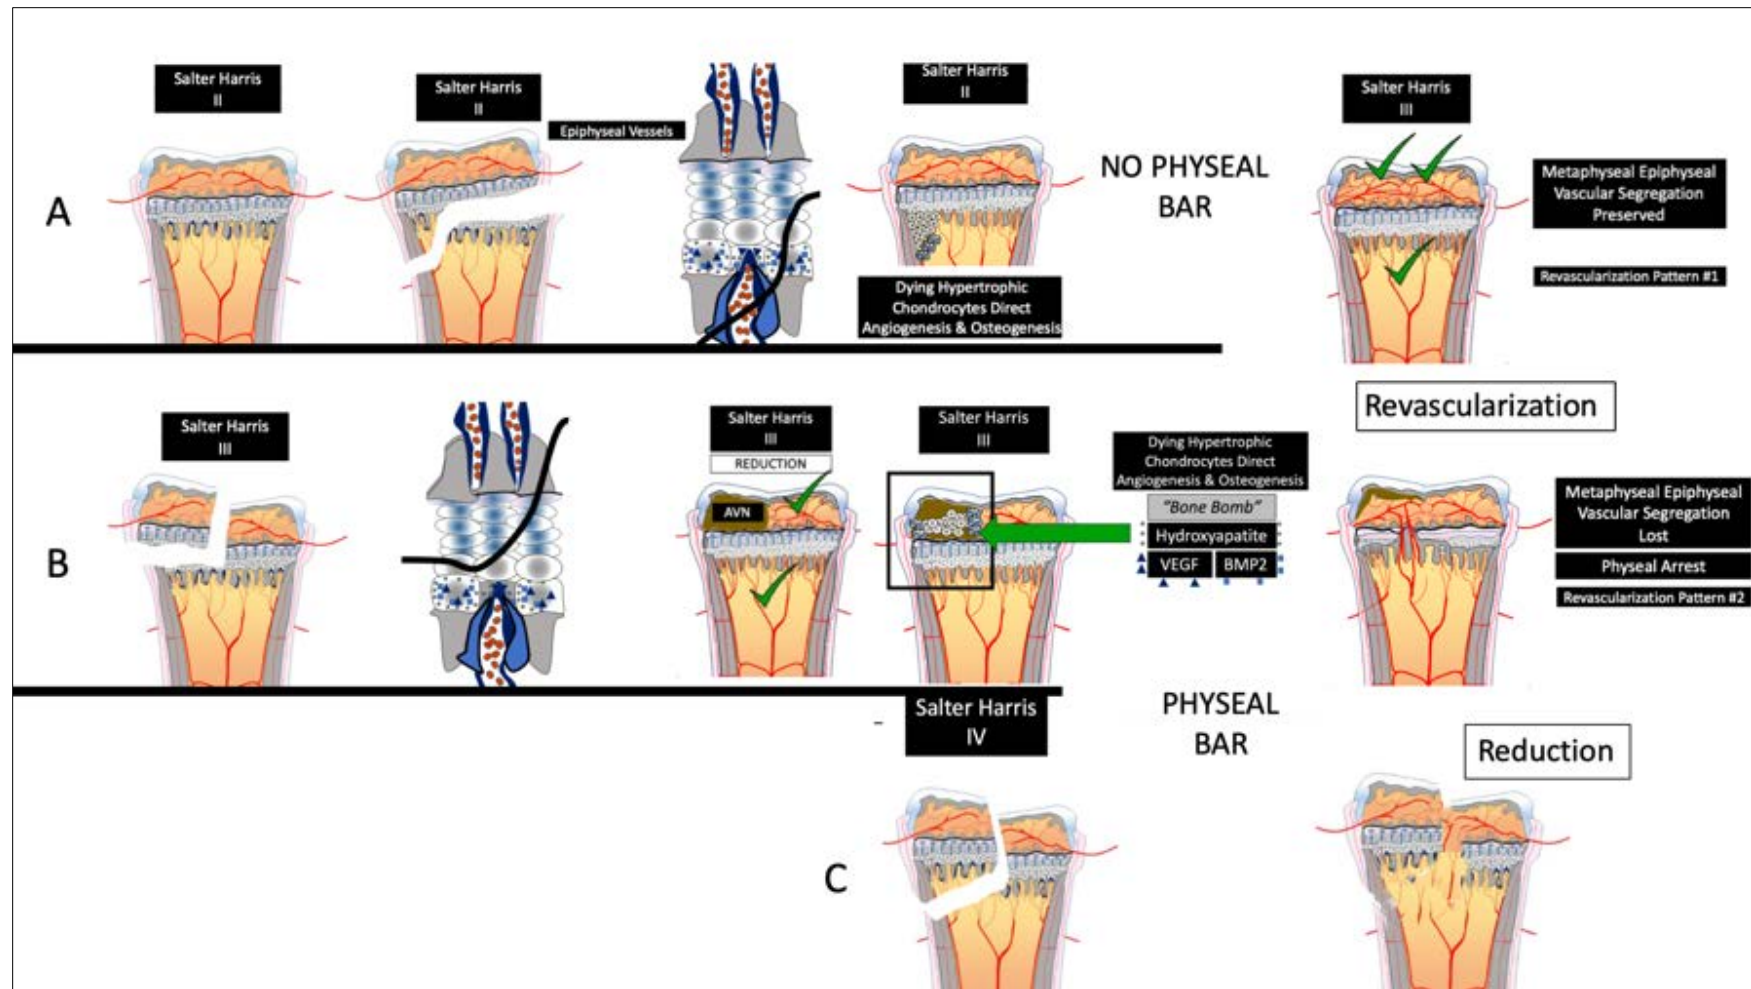 Salter Harris
II
Salter Harris
II
Epiphyseal Vessels
Salter Harris
II
Dying Hypertrophic
Chondrocytes Direct
Angiogenesis & Osteogenesis
NO PHYSEAL
BAR
Salter Harris
III
Metaphyseal Epiphyseal
Vascular Segregation
Preserved
Revascularization Pattern #1
A
Revascularization
Salter Harris
III
Salter Harris
III
REDUCTION
AVN
Salter Harris
III
Dying Hypertrophic
Chondrocytes Direct
Angiogenesis & Osteogenesis
"Bone Bomb"
Hydroxyapatite
VEGF BMP2
Metaphyseal Epiphyseal
Vascular Segregation
Lost
Physeal Arrest
Revascularization Pattern #2
B
PHYSEAL
BAR
Salter Harris
IV
Reduction
C